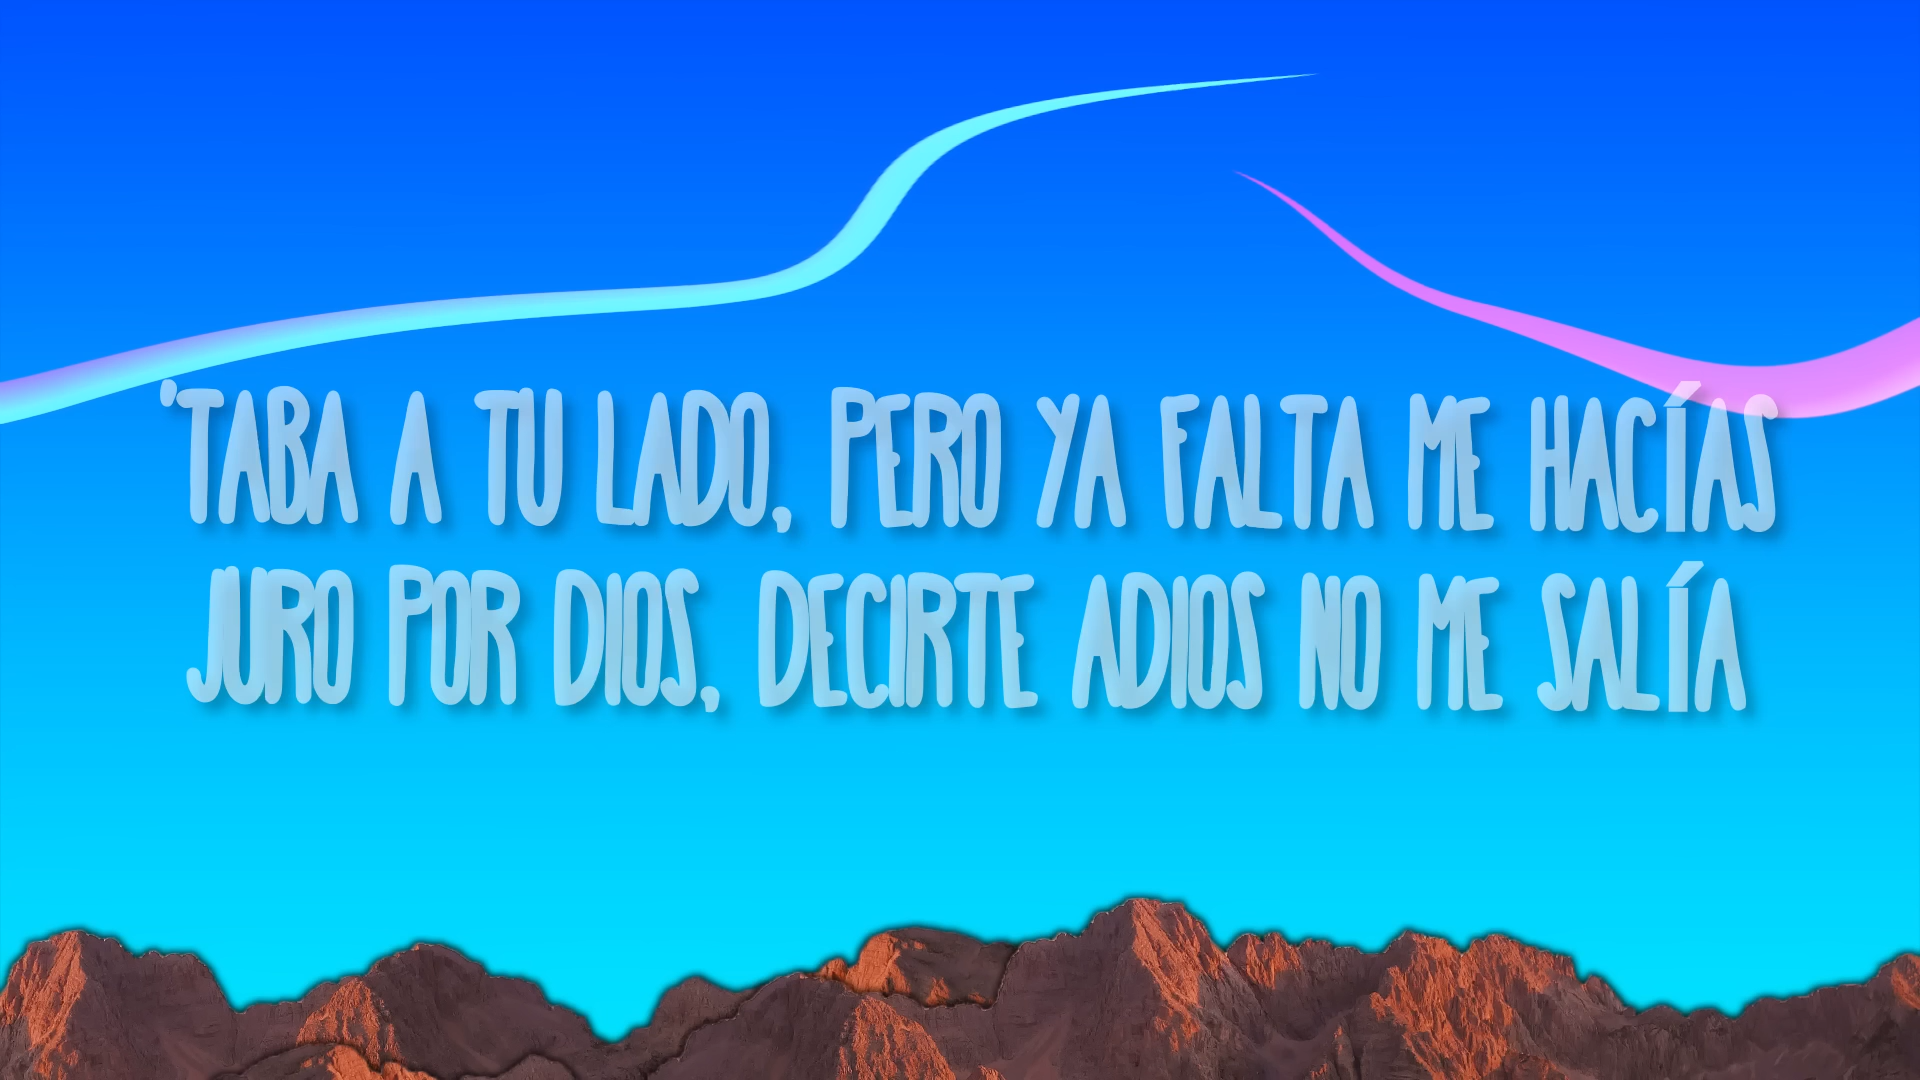 'TABA A TU LADO, PERO YA FALTA ME HACÍAS
JURO POR DIOS, DECIRTE ADIOS NO ME SALÍA